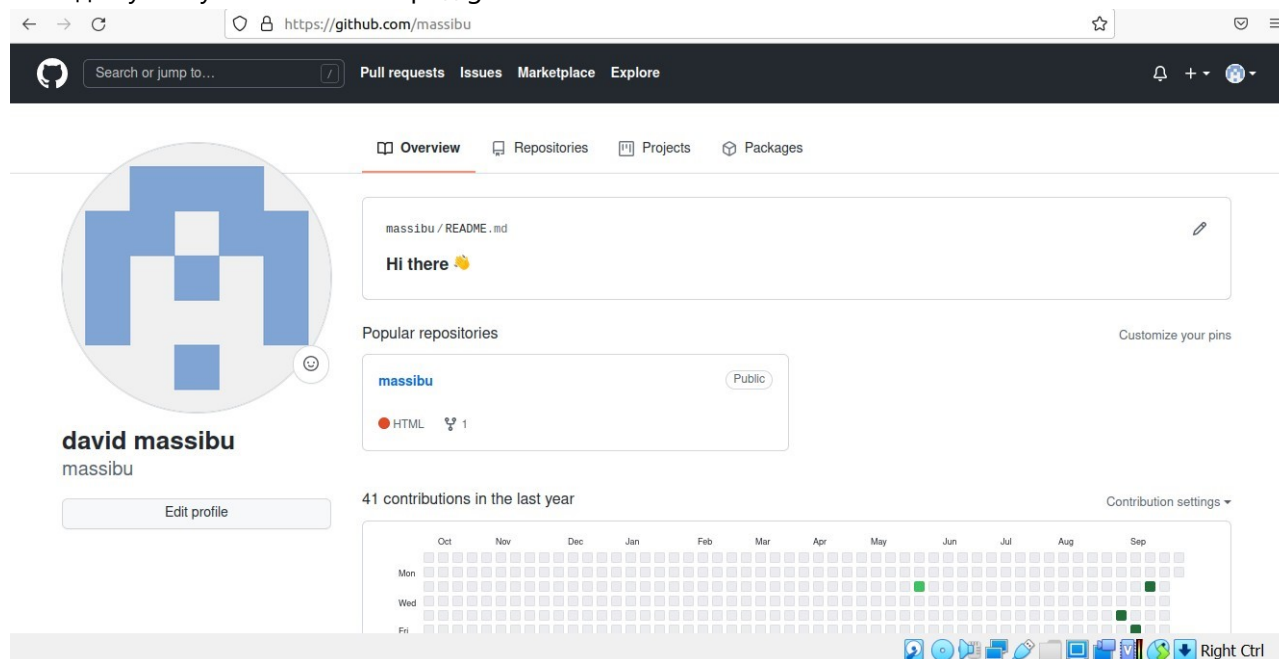 https://github.com/massibu
Search or jump to...
/
Pull requests Issues Marketplace Explore
Overview Repositories Projects Packages
massibu/README.md
Hi there 👋
Popular repositories
Customize your pins
massibu
Public
HTML 1
david massibu
massibu
Edit profile
41 contributions in the last year
Contribution settings
Oct Nov Dec Jan Feb Mar Apr May Jun Jul Aug Sep
Mon
Wed
Fri
Right Ctrl